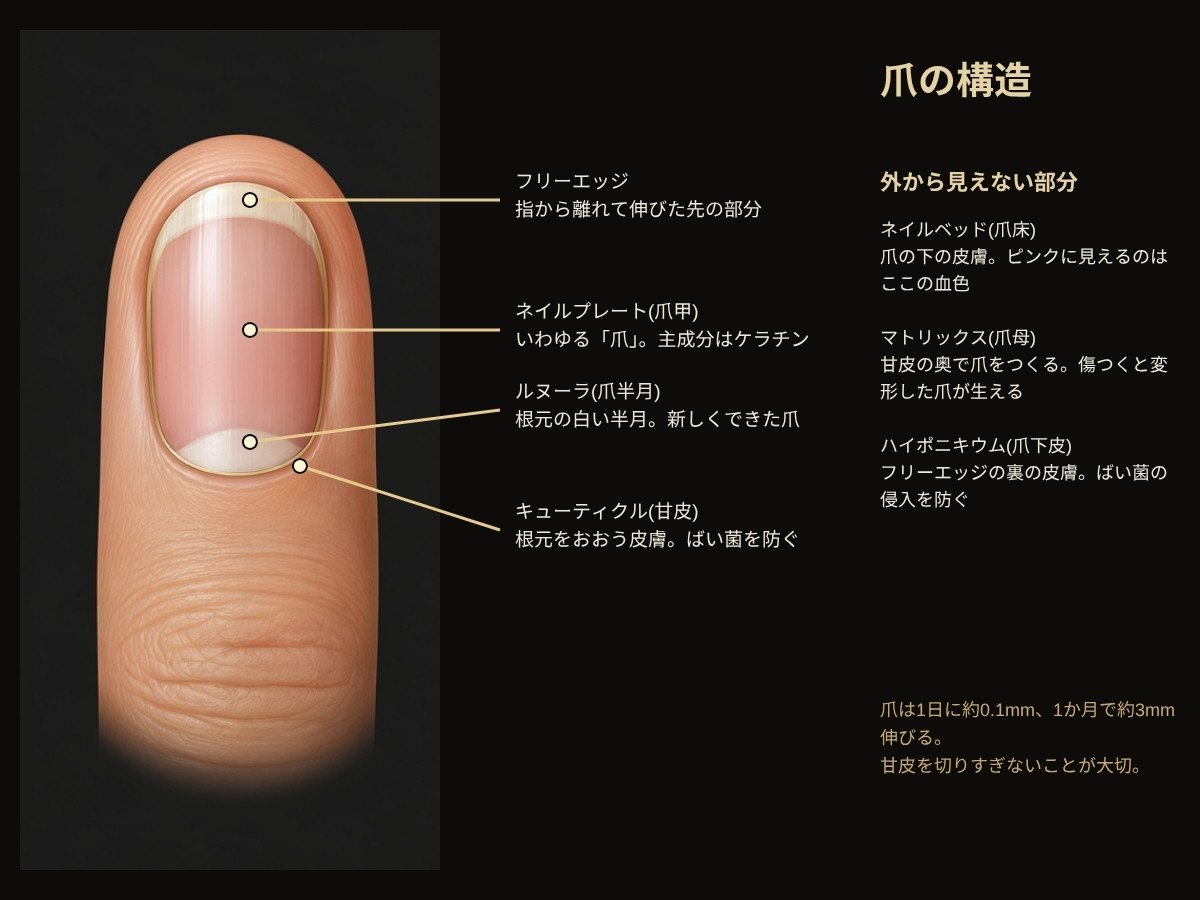 爪の構造
フリーエッジ
指から離れて伸びた先の部分
ネイルプレート(爪甲)
いわゆる「爪」。主成分はケラチン
ルヌーラ(爪半月)
根元の白い半月。新しくできた爪
キューティクル(甘皮)
根元をおおう皮膚。ばい菌を防ぐ
外から見えない部分
ネイルベッド(爪床)
爪の下の皮膚。ピンクに見えるのは
ここの血色
マトリックス(爪母)
甘皮の奥で爪をつくる。傷つくと変
形した爪が生える
ハイポニキウム(爪下皮)
フリーエッジの裏の皮膚。ばい菌の
侵入を防ぐ
爪は1日に約0.1mm、1か月で約3mm
伸びる。
甘皮を切りすぎないことが大切。